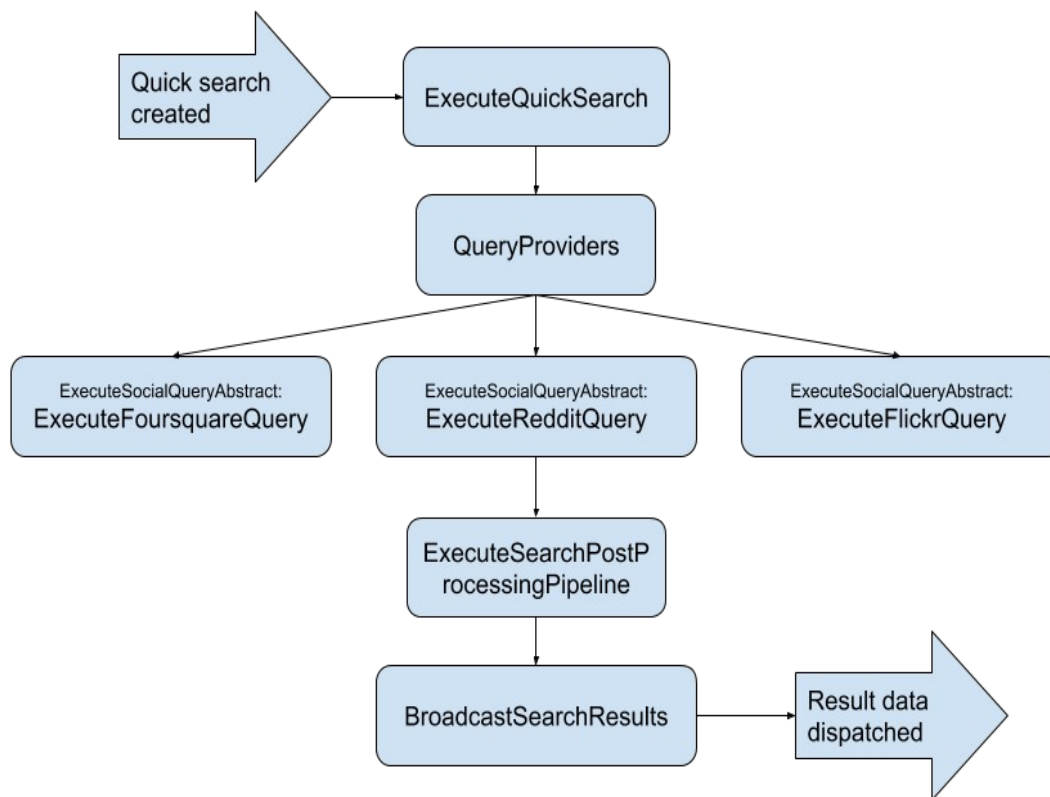 Quick search
created
ExecuteQuickSearch
QueryProviders
ExecuteSocialQueryAbstract:
ExecuteFoursquareQuery
ExecuteSocialQueryAbstract:
ExecuteRedditQuery
ExecuteSocialQueryAbstract:
ExecuteFlickrQuery
ExecuteSearchPostP
rocessingPipeline
BroadcastSearchResults
Result data
dispatched